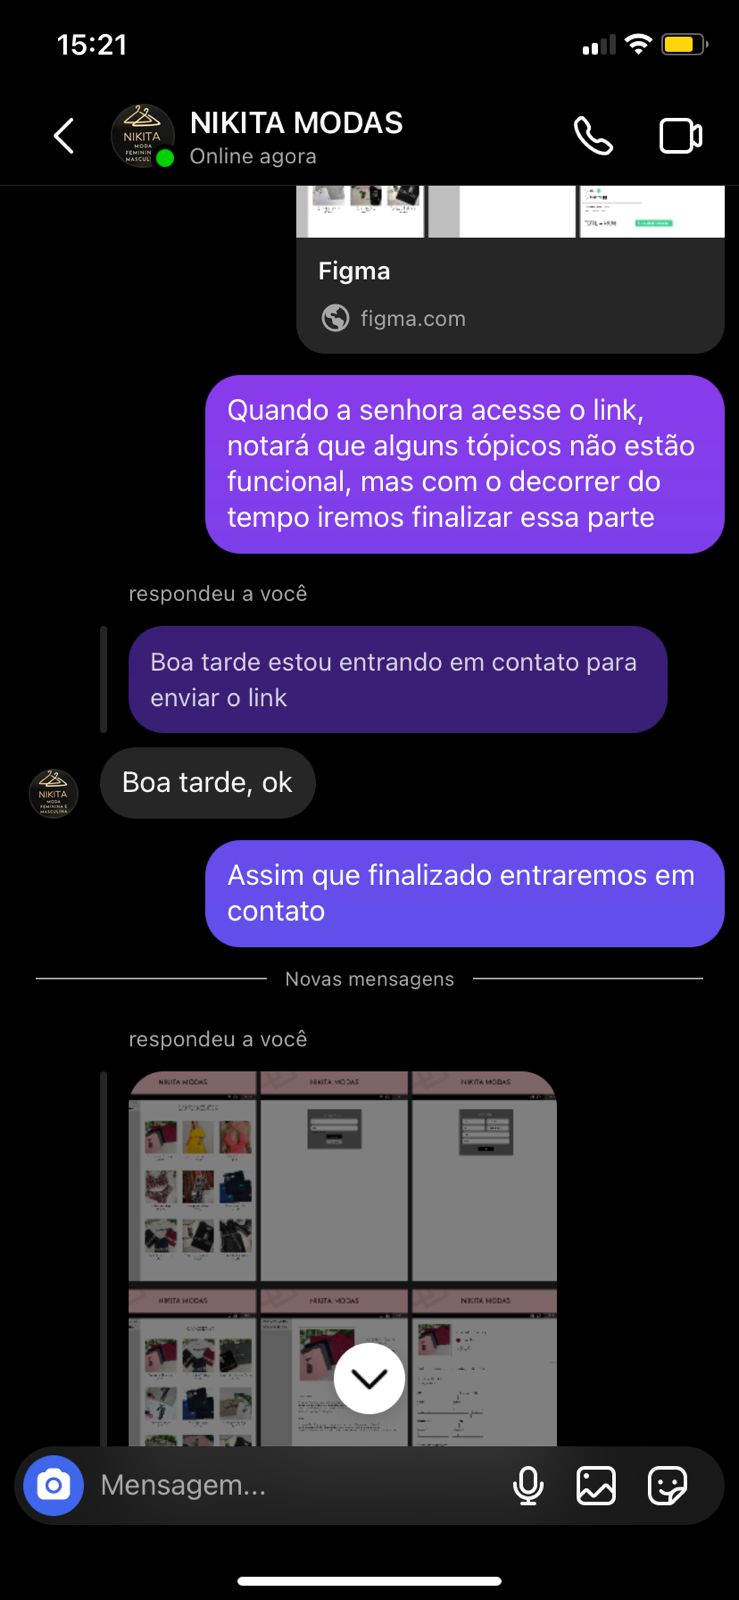 15:21
NIKITA
MODA
NIKITA MODAS
Online agora
Figma
figma.com
Quando a senhora acesse o link,
notará que alguns tópicos não estão
funcional, mas com o decorrer do
tempo iremos finalizar essa parte
respondeu a você
Boa tarde estou entrando em contato para
enviar o link
NIKITA
MODA
FEMININA E
MASCULINA
Boa tarde, ok
Assim que finalizado entraremos em
contato
Novas mensagens
respondeu a você
NIKITA MODAS
NIKITA MODAS
NIKITA MODAS
NIKITA MODAS
NIKITA MODAS
NIKITA MODAS
Mensagem...